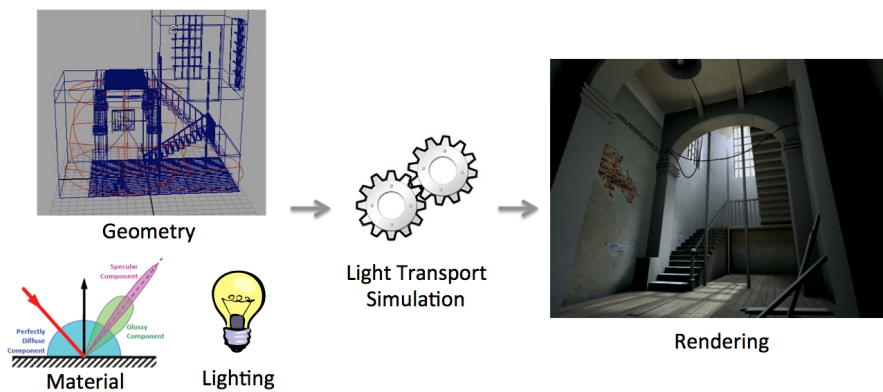 Geometry
Specular
Component
Perfectly
Diffuse
Component
Glossy
Component
Material
Lighting
Light Transport
Simulation
Rendering